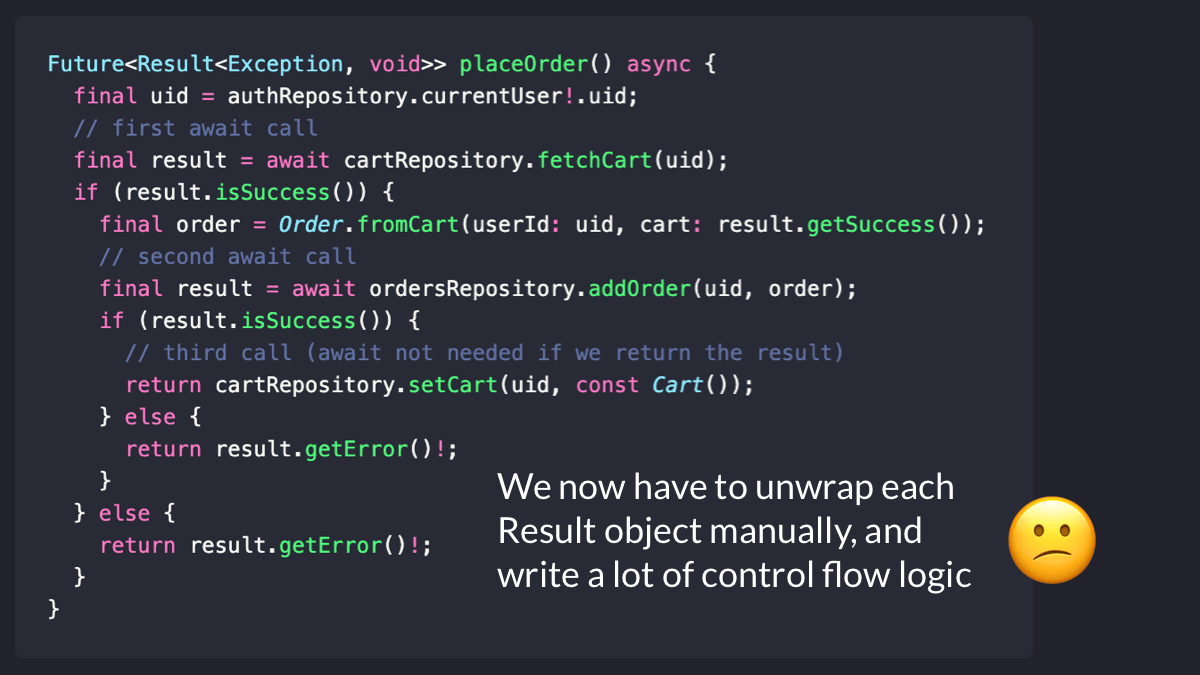 Future<Result<Exception, void>> placeOrder() async {
  final uid = authRepository.currentUser!.uid;
  // first await call
  final result = await cartRepository.fetchCart(uid);
  if (result.isSuccess()) {
    final order = Order.fromCart(userId: uid, cart: result.getSuccess());
    // second await call
    final result = await ordersRepository.addOrder(uid, order);
    if (result.isSuccess()) {
      // third call (await not needed if we return the result)
      return cartRepository.setCart(uid, const Cart());
    } else {
      return result.getError()!;
    }
  } else {
    return result.getError()!;
  }
}
We now have to unwrap each
Result object manually, and
write a lot of control flow logic